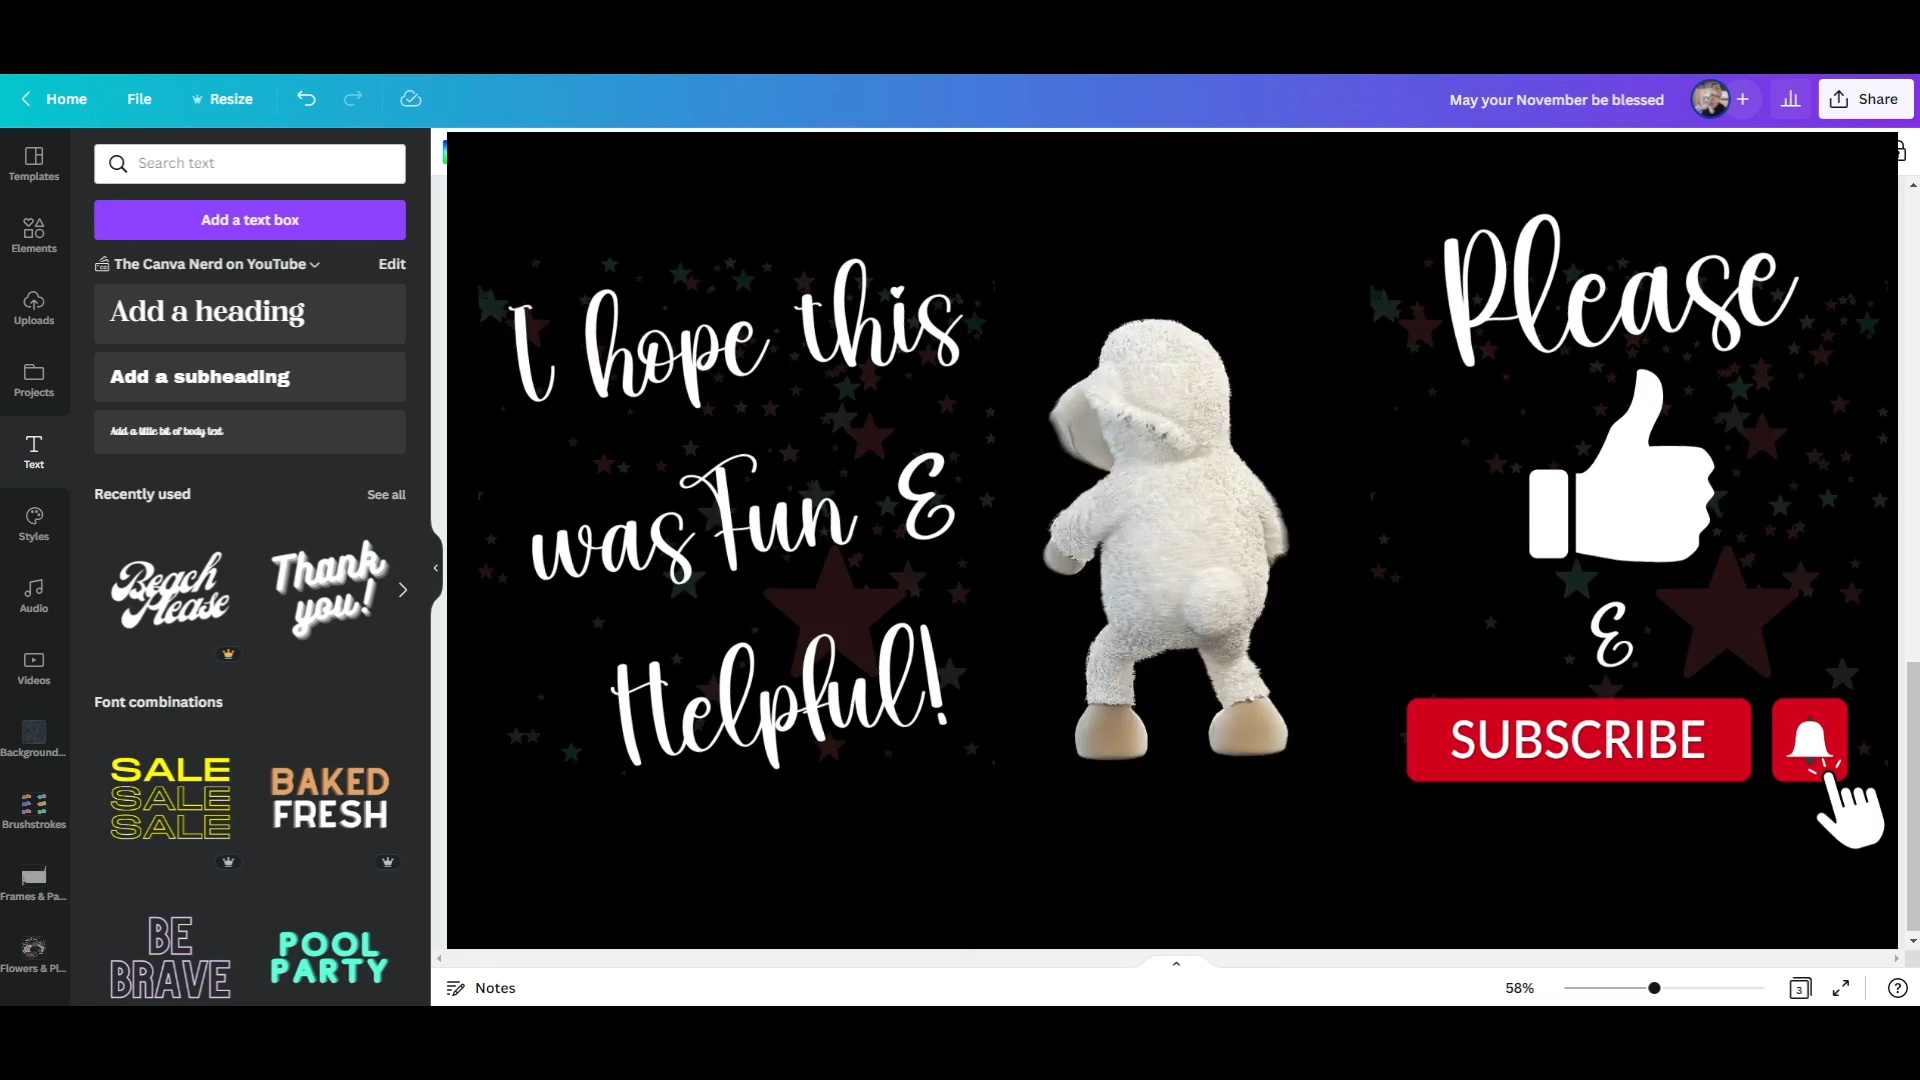 Home
File
Resize
May your November be blessed
Share
Templates
Elements
Uploads
Projects
Text
Styles
Audio
Videos
Background...
Brushstrokes
Frames & Pa...
Flowers & Pl...
Search text
Add a text box
The Canva Nerd on YouTube
Edit
Add a heading
Add a subheading
Add a little bit of body text
Recently used
See all
Beach
Please
Thank
you!
Font combinations
SALE
SALE
SALE
BAKED
FRESH
BE
BRAVE
POOL
PARTY
I hope this
was Fun &
Helpful!
Please
&
SUBSCRIBE
Notes
58%
3
?